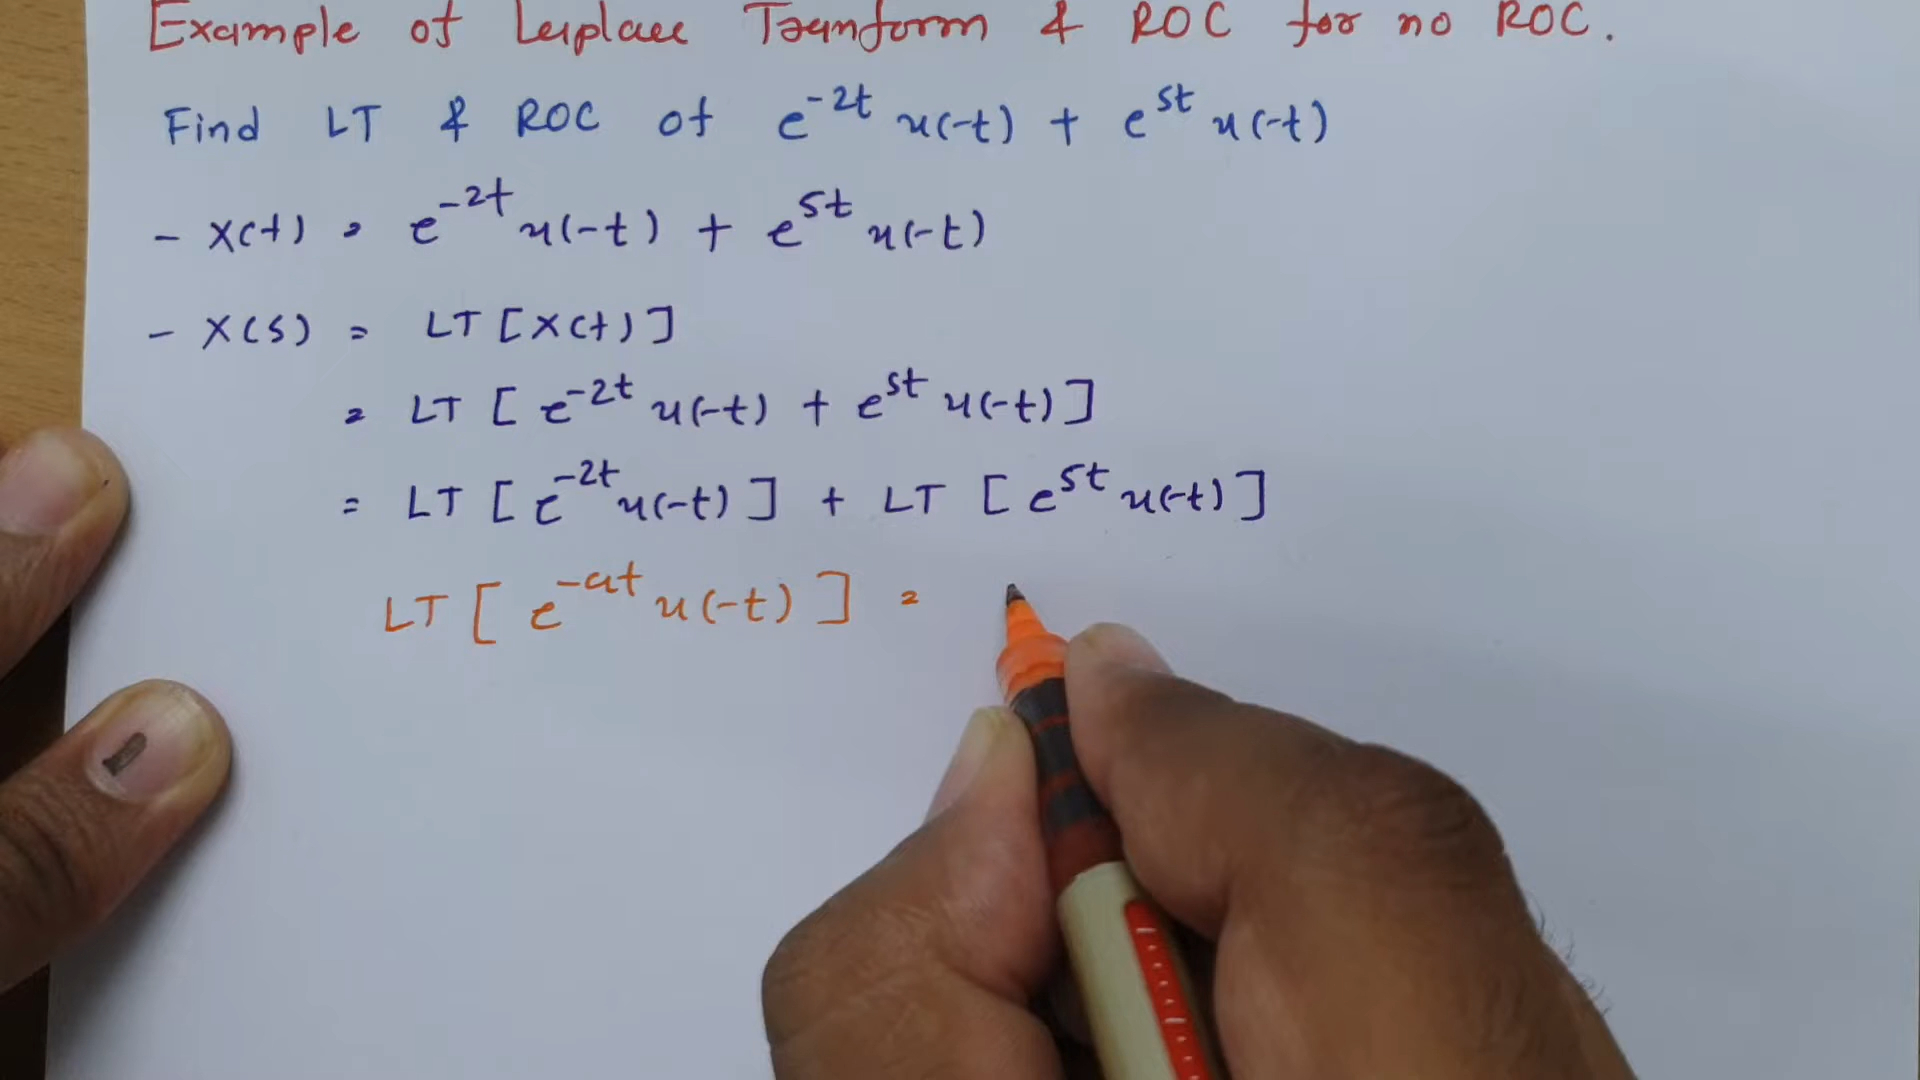 Example of Laplace Transform & ROC for no ROC.
Find LT & ROC of e^-2t u(-t) + e^5t u(-t)
- x(t) = e^-2t u(-t) + e^5t u(-t)
- X(s) = LT [x(t)]
= LT [e^-2t u(-t) + e^5t u(-t)]
= LT [e^-2t u(-t)] + LT [e^5t u(-t)]
LT [e^-at u(-t)] =